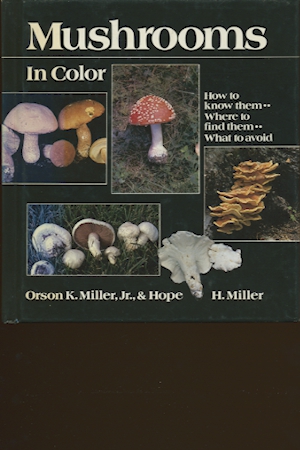 Mushrooms
In Color
How to
know them--
Where to
find them--
What to avoid
Orson K. Miller, Jr., & Hope H. Miller